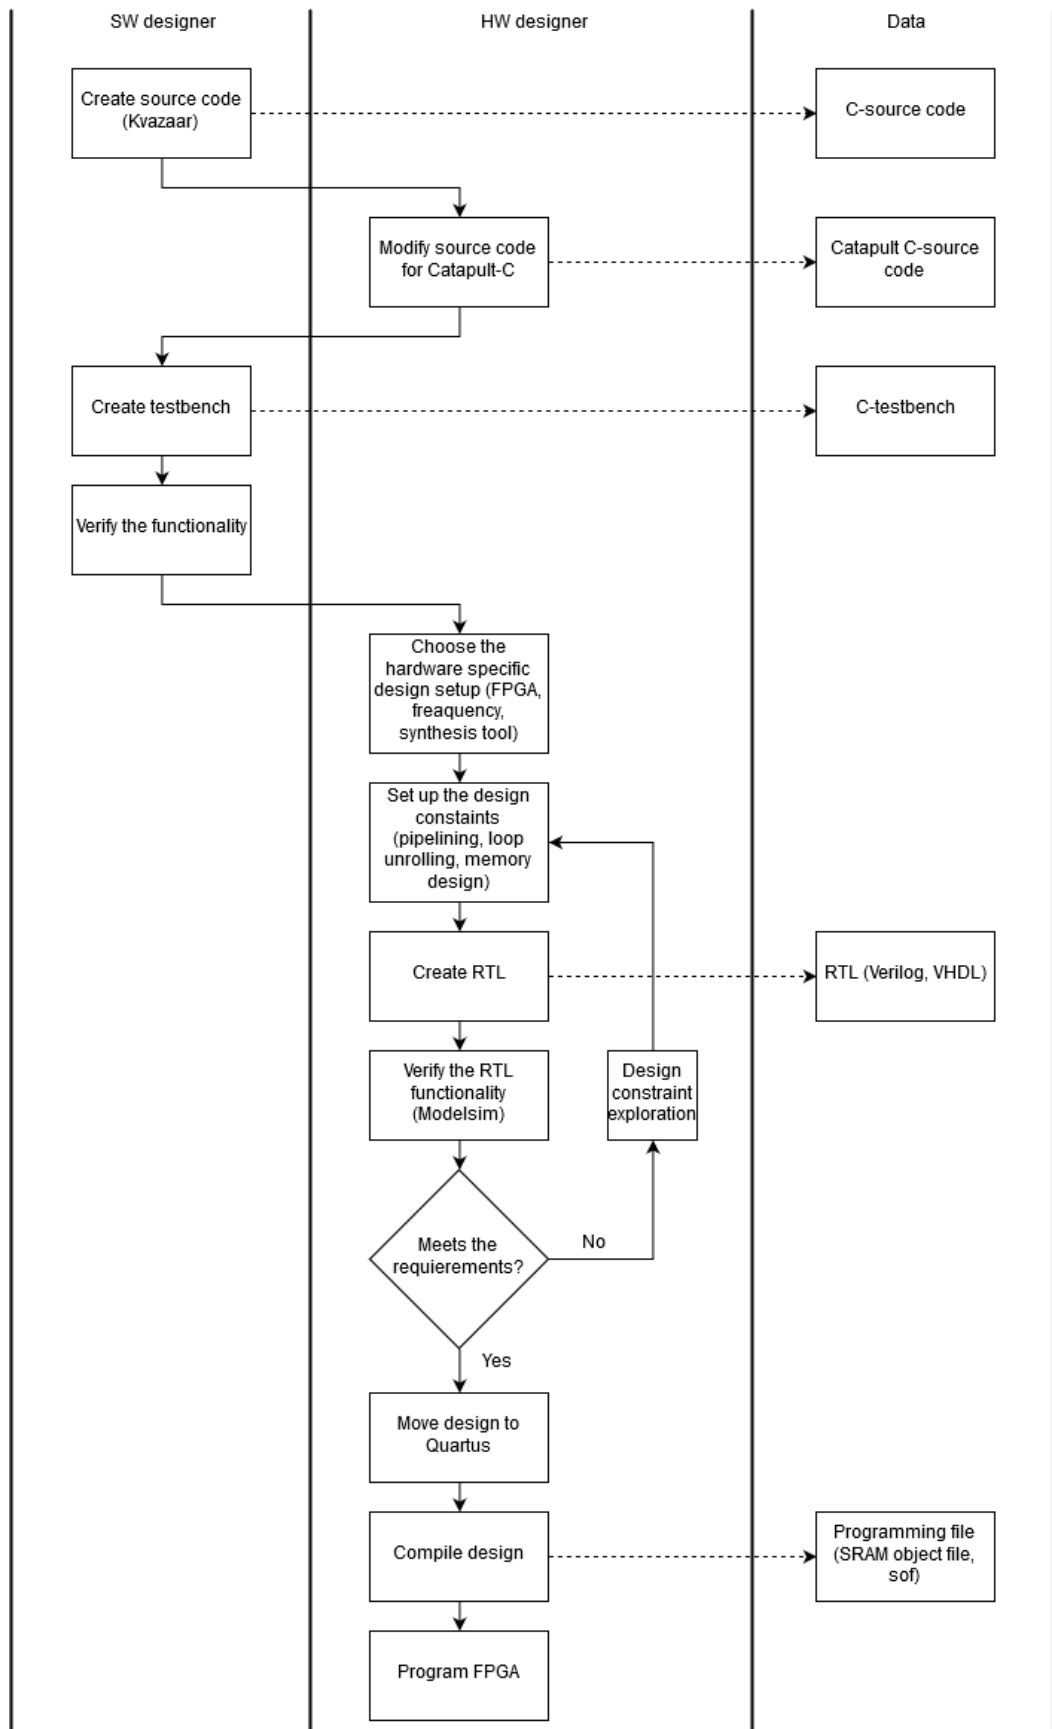 SW designer
HW designer
Data
Create source code
(Kvazaar)
C-source code
Modify source code
for Catapult-C
Catapult C-source
code
Create testbench
C-testbench
Verify the functionality
Choose the
hardware specific
design setup (FPGA,
freaquency,
synthesis tool)
Set up the design
constaints
(pipelining, loop
unrolling, memory
design)
Create RTL
RTL (Verilog, VHDL)
Verify the RTL
functionality
(Modelsim)
Design
constraint
exploration
Meets the
requierements?
No
Yes
Move design to
Quartus
Compile design
Programming file
(SRAM object file,
sof)
Program FPGA